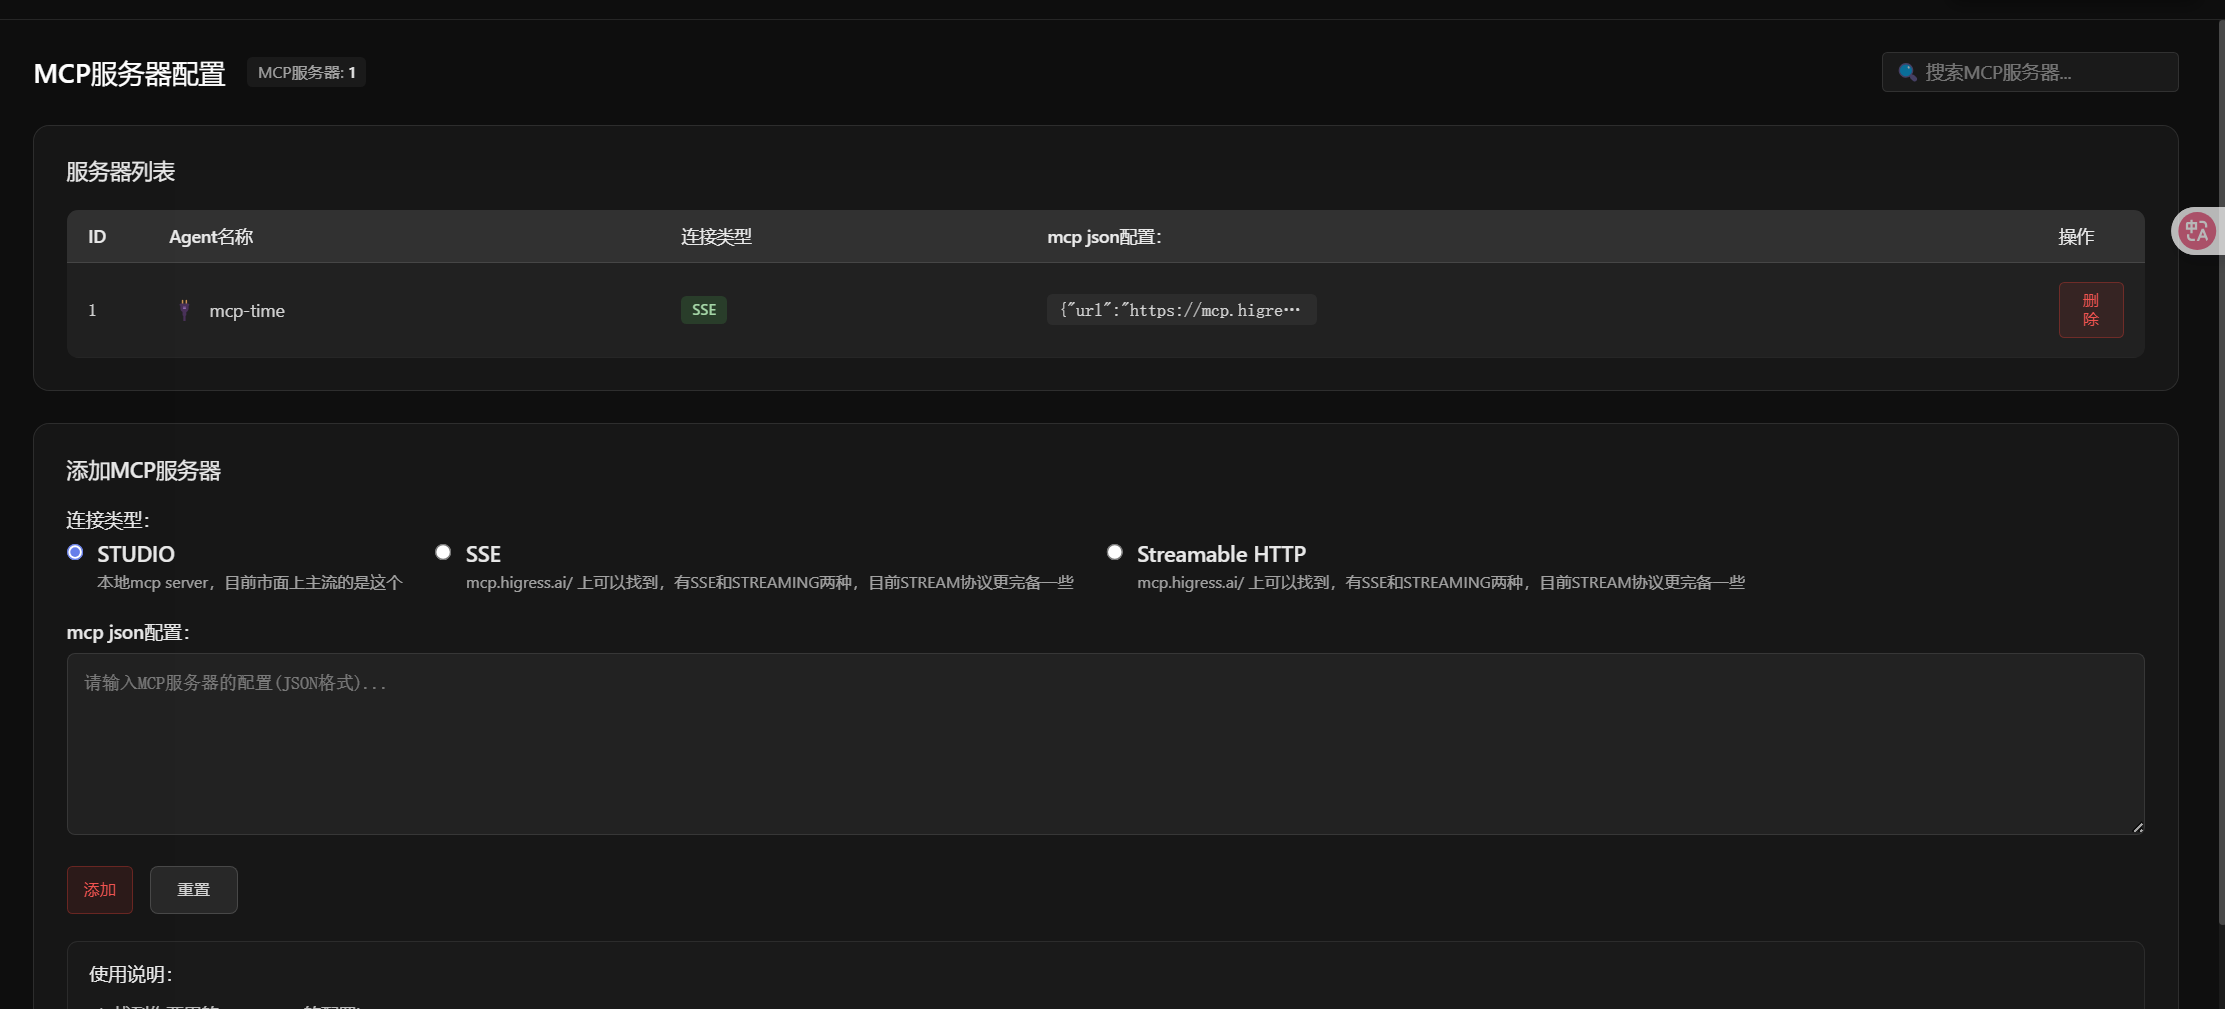 MCP服务器配置
MCP服务器: 1
搜索MCP服务器...
服务器列表
ID Agent名称 连接类型 mcp json配置: 操作
1 mcp-time SSE {"url":"https://mcp.higre… 删
除
添加MCP服务器
连接类型:
STUDIO
本地mcp server，目前市面上主流的是这个
SSE
mcp.higress.ai/ 上可以找到，有SSE和STREAMING两种，目前STREAM协议更完备一些
Streamable HTTP
mcp.higress.ai/ 上可以找到，有SSE和STREAMING两种，目前STREAM协议更完备一些
mcp json配置:
请输入MCP服务器的配置(JSON格式)...
添加 重置
使用说明: